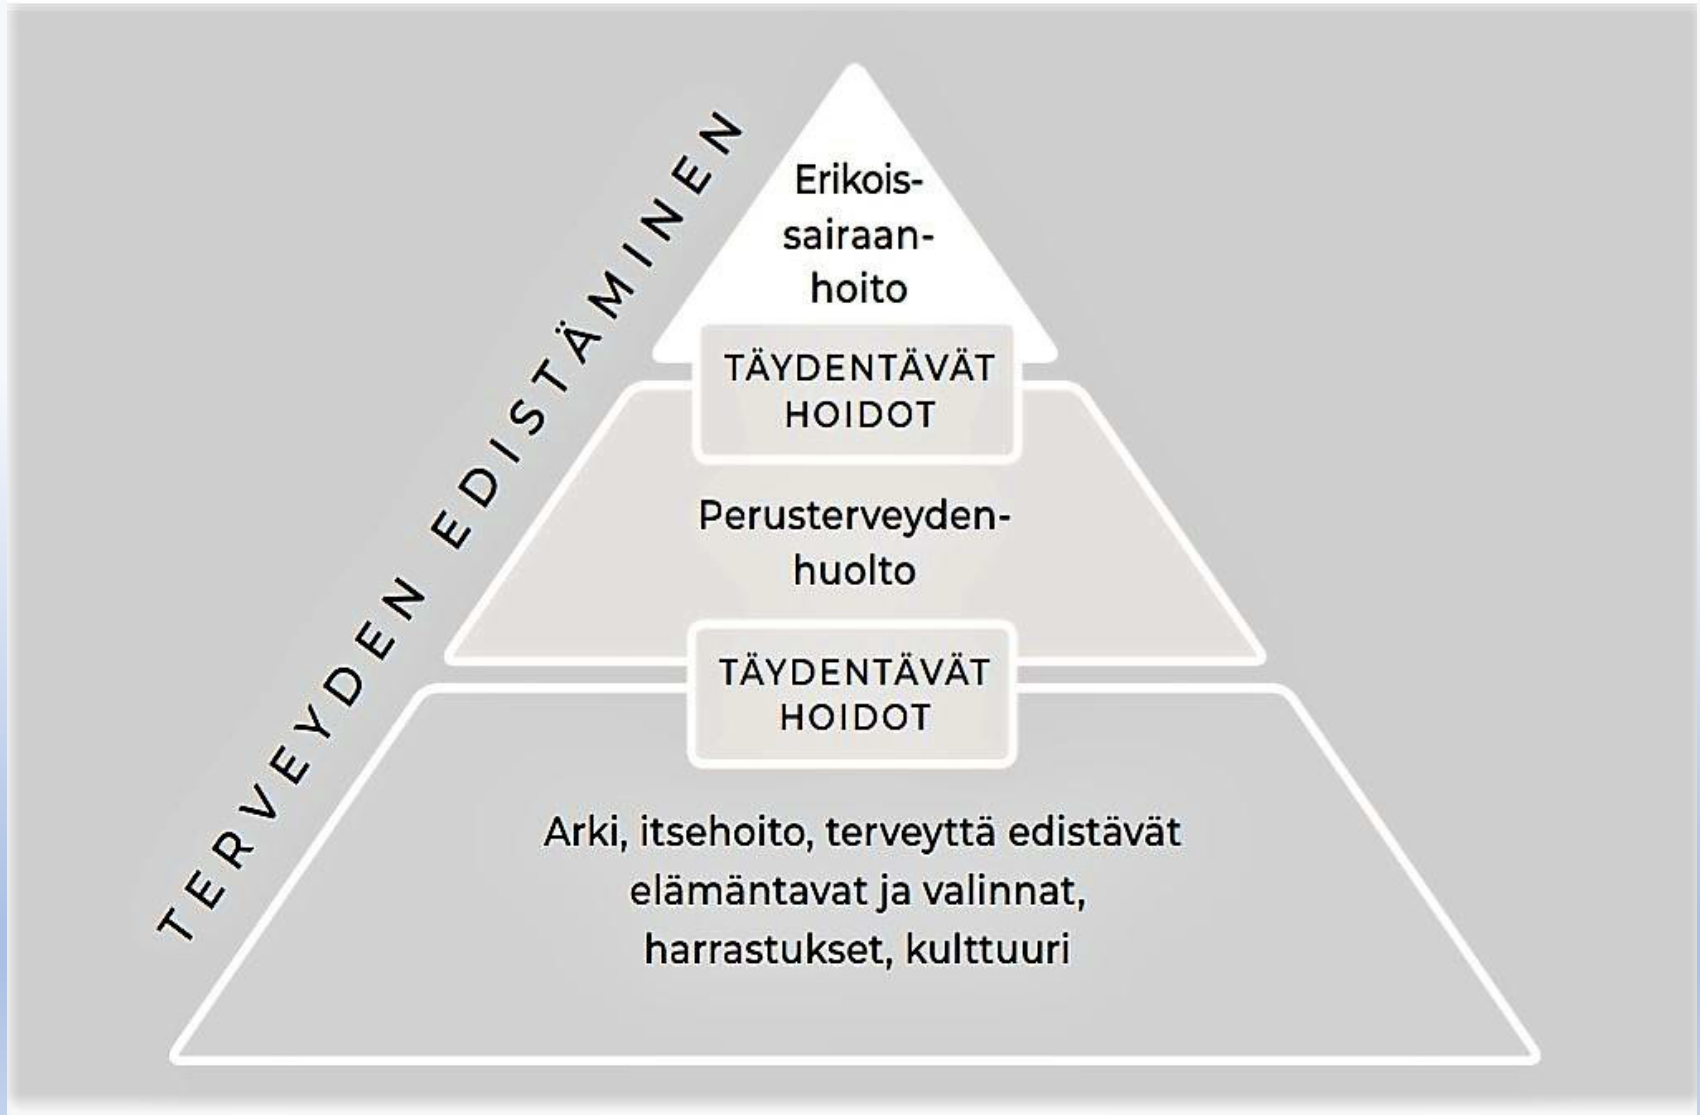 TERVEYDEN EDISTÄMINEN
Erikois-
sairaan-
hoito
TÄYDENTÄVÄT
HOIDOT
Perusterveyden-
huolto
TÄYDENTÄVÄT
HOIDOT
Arki, itsehoito, terveyttä edistävät
elämäntavat ja valinnat,
harrastukset, kulttuuri